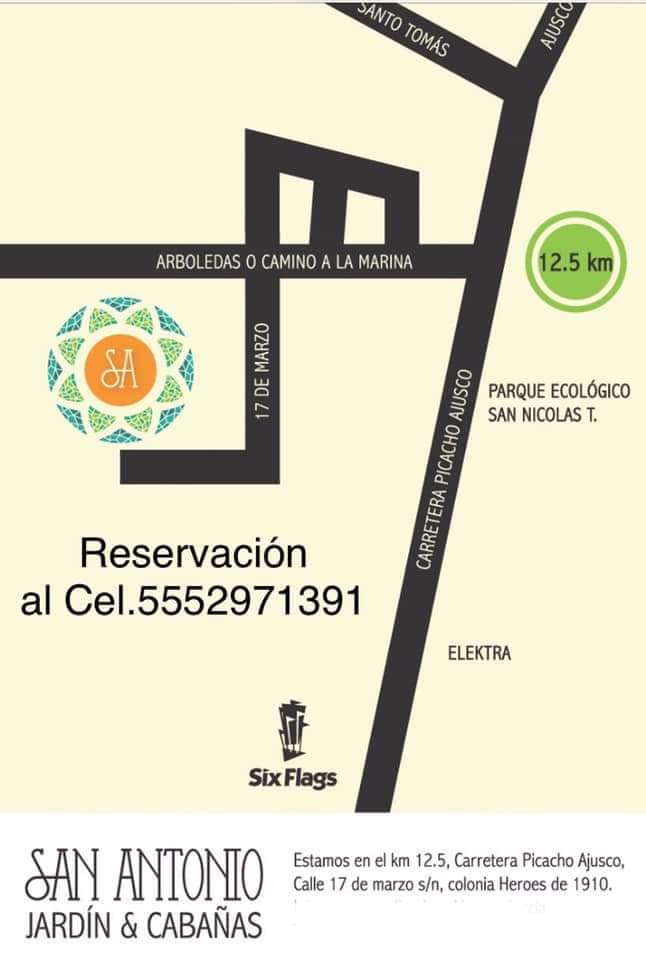 SANTO TOMÁS
AJUSCO
ARBOLEDAS O CAMINO A LA MARINA
12.5 km
SA
17 DE MARZO
CARRETERA PICACHO AJUSCO
PARQUE ECOLÓGICO
SAN NICOLAS T.
Reservación
al Cel.5552971391
ELEKTRA
Six Flags
SAN ANTONIO
JARDÍN & CABAÑAS
Estamos en el km 12.5, Carretera Picacho Ajusco,
Calle 17 de marzo s/n, colonia Heroes de 1910.